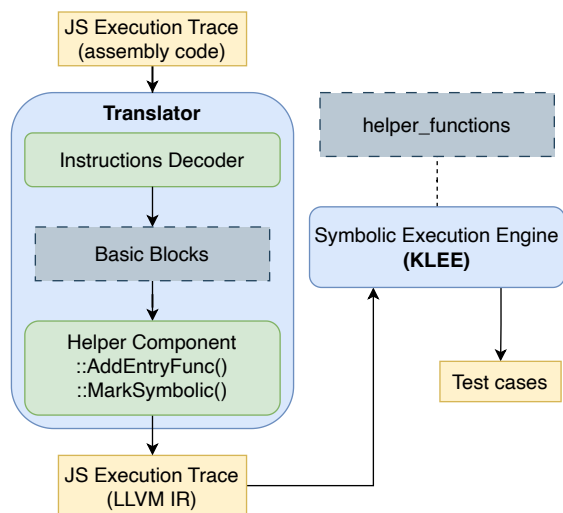 JS Execution Trace
(assembly code)
Translator
Instructions Decoder
Basic Blocks
Helper Component
::AddEntryFunc()
::MarkSymbolic()
JS Execution Trace
(LLVM IR)
helper_functions
Symbolic Execution Engine
(KLEE)
Test cases